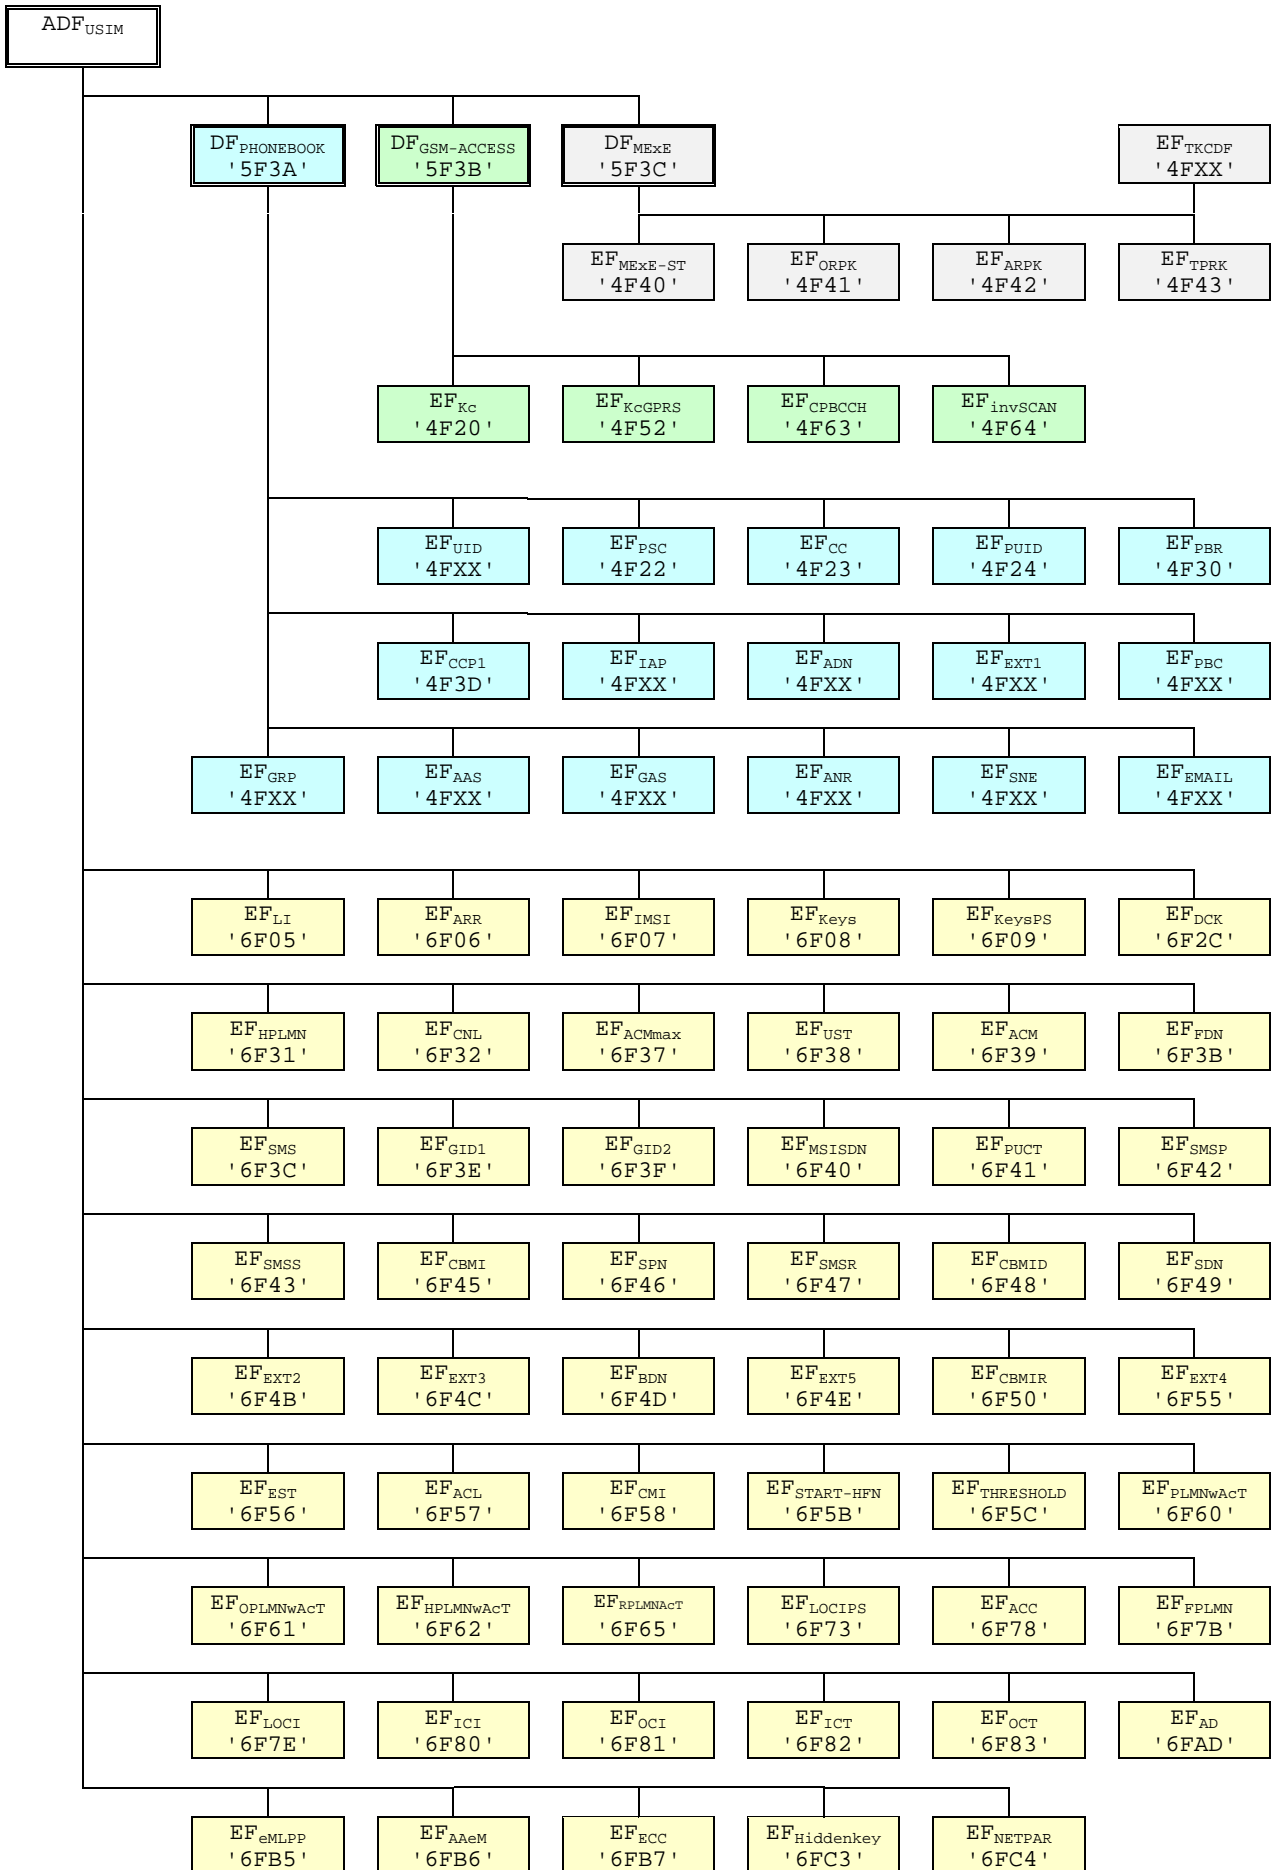 ADFUSIM
DFPHONEBOOK
'5F3A'
DFGSM-ACCESS
'5F3B'
DFMExE
'5F3C'
EFTKCDF
'4FXX'
EFMExE-ST
'4F40'
EFORPK
'4F41'
EFARPK
'4F42'
EFTPRK
'4F43'
EFKc
'4F20'
EFKcGPRS
'4F52'
EFCPBCCH
'4F63'
EFinvSCAN
'4F64'
EFUID
'4FXX'
EFPSC
'4F22'
EFCC
'4F23'
EFPUID
'4F24'
EFPBR
'4F30'
EFCCP1
'4F3D'
EFIAP
'4FXX'
EFADN
'4FXX'
EFEXT1
'4FXX'
EFPBC
'4FXX'
EFGRP
'4FXX'
EFAAS
'4FXX'
EFGAS
'4FXX'
EFANR
'4FXX'
EFSNE
'4FXX'
EFEMAIL
'4FXX'
EFLI
'6F05'
EFARR
'6F06'
EFIMSI
'6F07'
EFKeys
'6F08'
EFKeysPS
'6F09'
EFDCK
'6F2C'
EFHPLMN
'6F31'
EFCNL
'6F32'
EFACMmax
'6F37'
EFUST
'6F38'
EFACM
'6F39'
EFFDN
'6F3B'
EFSMS
'6F3C'
EFGID1
'6F3E'
EFGID2
'6F3F'
EFMSISDN
'6F40'
EFPUCT
'6F41'
EFSMSP
'6F42'
EFSMSS
'6F43'
EFCBMI
'6F45'
EFSPN
'6F46'
EFSMSR
'6F47'
EFCBMID
'6F48'
EFSDN
'6F49'
EFEXT2
'6F4B'
EFEXT3
'6F4C'
EFBDN
'6F4D'
EFEXT5
'6F4E'
EFCBMIR
'6F50'
EFEXT4
'6F55'
EFEST
'6F56'
EFACL
'6F57'
EFCMI
'6F58'
EFSTART-HFN
'6F5B'
EFTHRESHOLD
'6F5C'
EFPLMNwAcT
'6F60'
EFOPLMNwAcT
'6F61'
EFHPLMNwAcT
'6F62'
EFRPLMNAcT
'6F65'
EFLOCIPS
'6F73'
EFACC
'6F78'
EFFPLMN
'6F7B'
EFLOCI
'6F7E'
EFICI
'6F80'
EFOCI
'6F81'
EFICT
'6F82'
EFOCT
'6F83'
EFAD
'6FAD'
EFeMLPP
'6FB5'
EFAAeM
'6FB6'
EFECC
'6FB7'
EFHiddenkey
'6FC3'
EFNETPAR
'6FC4'